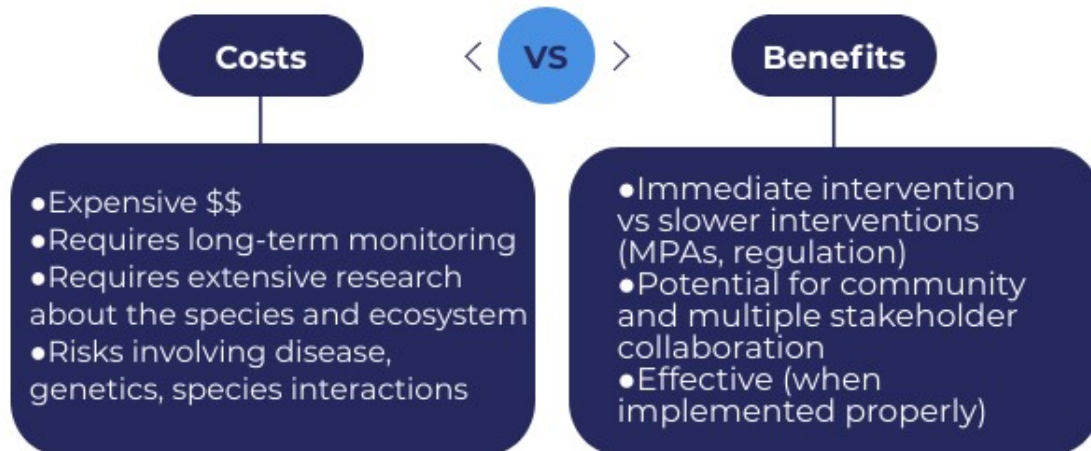 Costs
< VS >
Benefits
●Expensive $$
●Requires long-term monitoring
●Requires extensive research
about the species and ecosystem
●Risks involving disease,
genetics, species interactions
●Immediate intervention
vs slower interventions
(MPAs, regulation)
●Potential for community
and multiple stakeholder
collaboration
●Effective (when
implemented properly)